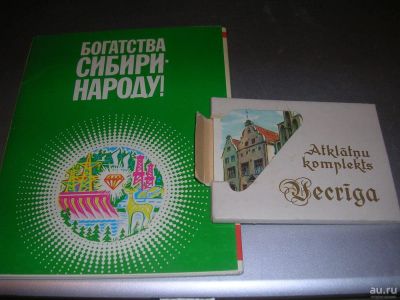 БОГАТСТВА
СИБИРИ-
НАРОДУ!
Atklātņu
komplekts
Vecrīga
au.ru